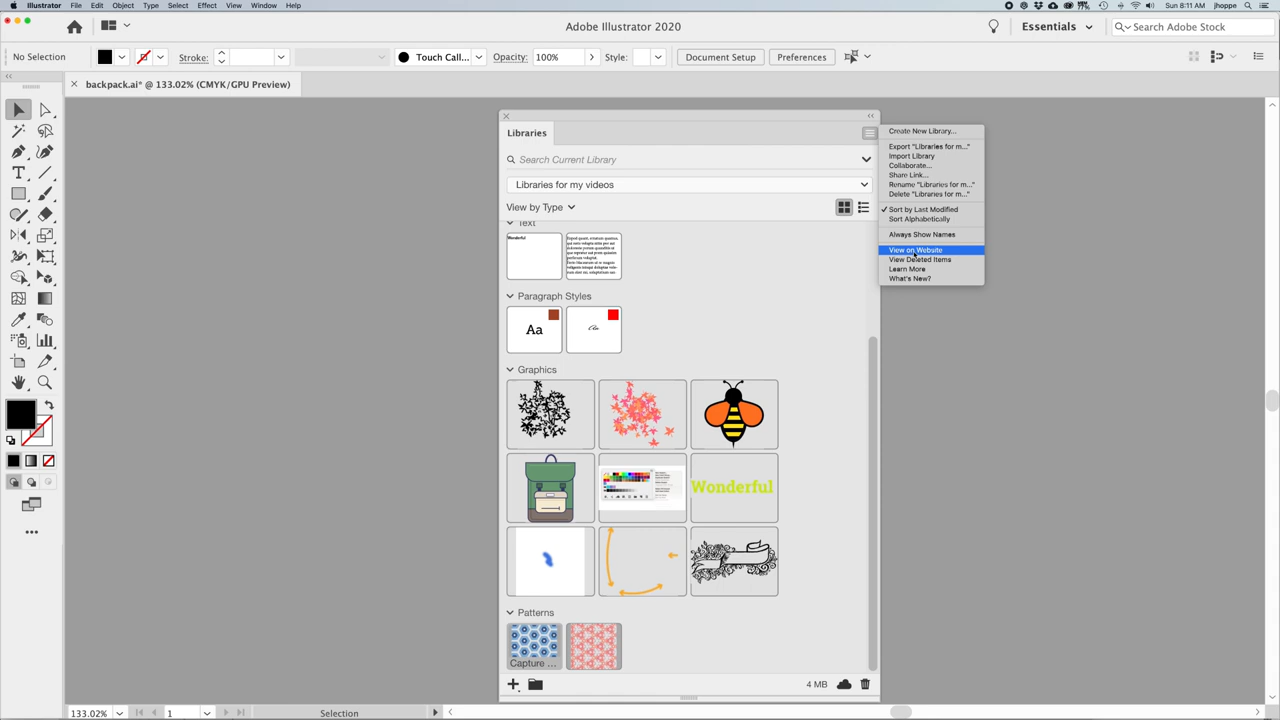 Illustrator File Edit Object Type Select Effect View Window Help
Sun 8:11 AM jhoppe
Adobe Illustrator 2020
Essentials
Search Adobe Stock
No Selection
Stroke:
Touch Call...
Opacity: 100%
Style:
Document Setup
Preferences
backpack.ai* @ 133.02% (CMYK/GPU Preview)
Libraries
Search Current Library
Libraries for my videos
View by Type
Text
Wonderful
Paragraph Styles
Aa
Graphics
Wonderful
Patterns
Capture ...
4 MB
Create New Library...
Export "Libraries for m..."
Import Library
Collaborate...
Share Link...
Rename "Libraries for m..."
Delete "Libraries for m..."
Sort by Last Modified
Sort Alphabetically
Always Show Names
View on Website
View Deleted Items
Learn More
What's New?
133.02%
1
Selection